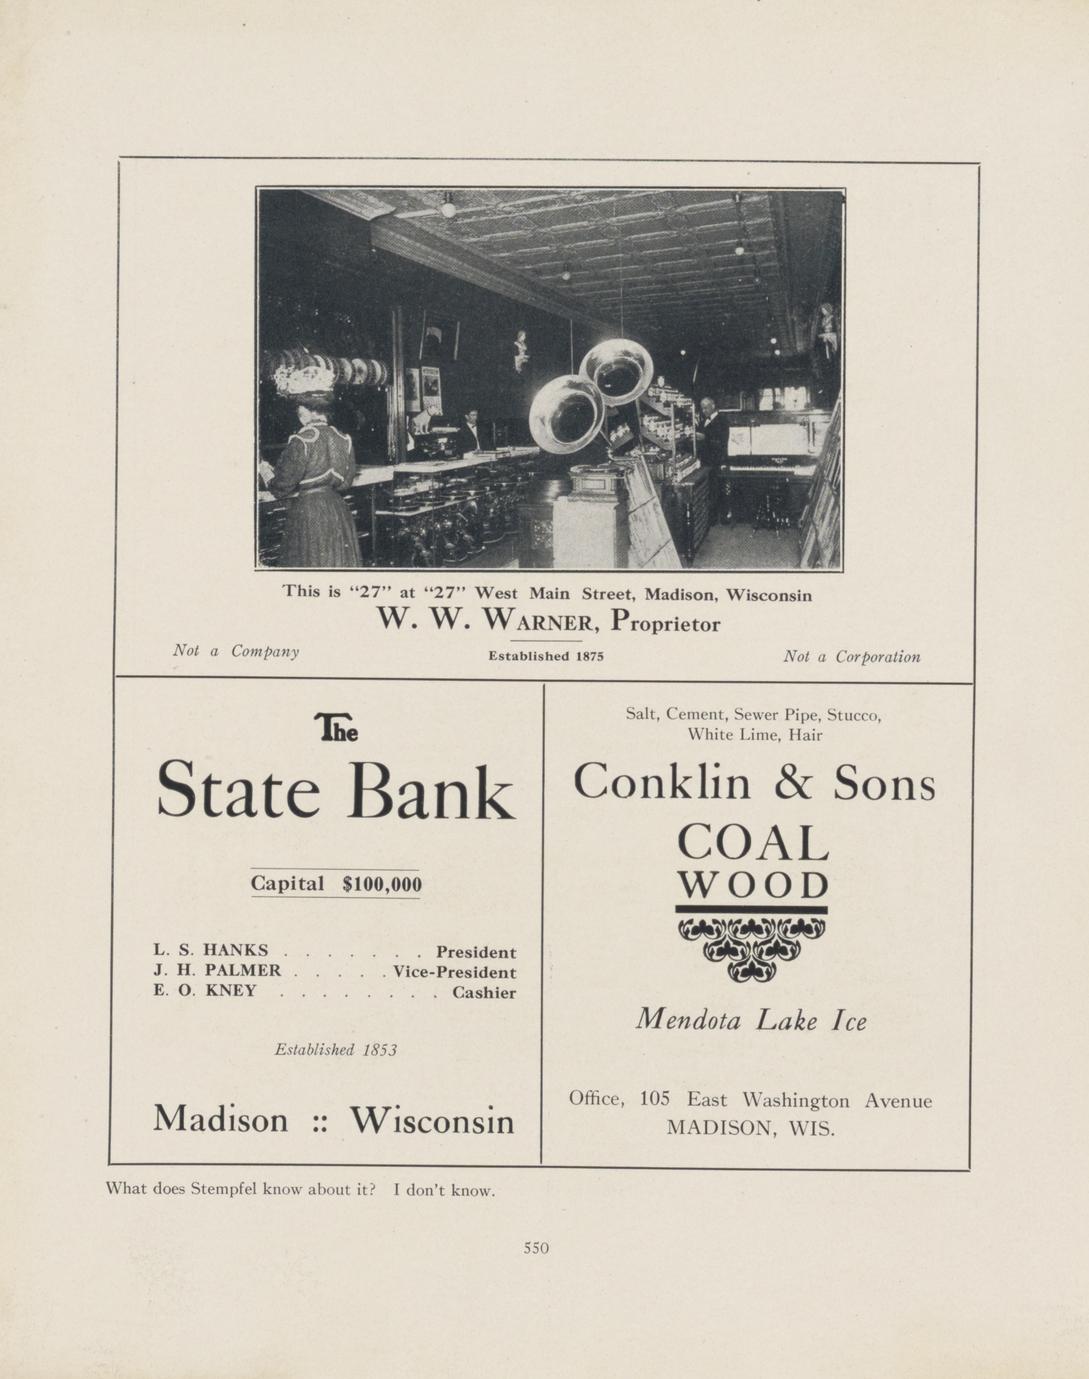 This is “27” at “27” West Main Street, Madison, Wisconsin
W. W. WARNER, Proprietor
Not a Company
Established 1875
Not a Corporation
The
State Bank
Capital $100,000
L. S. HANKS . . . . . . . President
J. H. PALMER . . . . . Vice-President
E. O. KNEY . . . . . . . . Cashier
Established 1853
Madison :: Wisconsin
Salt, Cement, Sewer Pipe, Stucco,
White Lime, Hair
Conklin & Sons
COAL
WOOD
Mendota Lake Ice
Office, 105 East Washington Avenue
MADISON, WIS.
What does Stempfel know about it? I don't know.
550